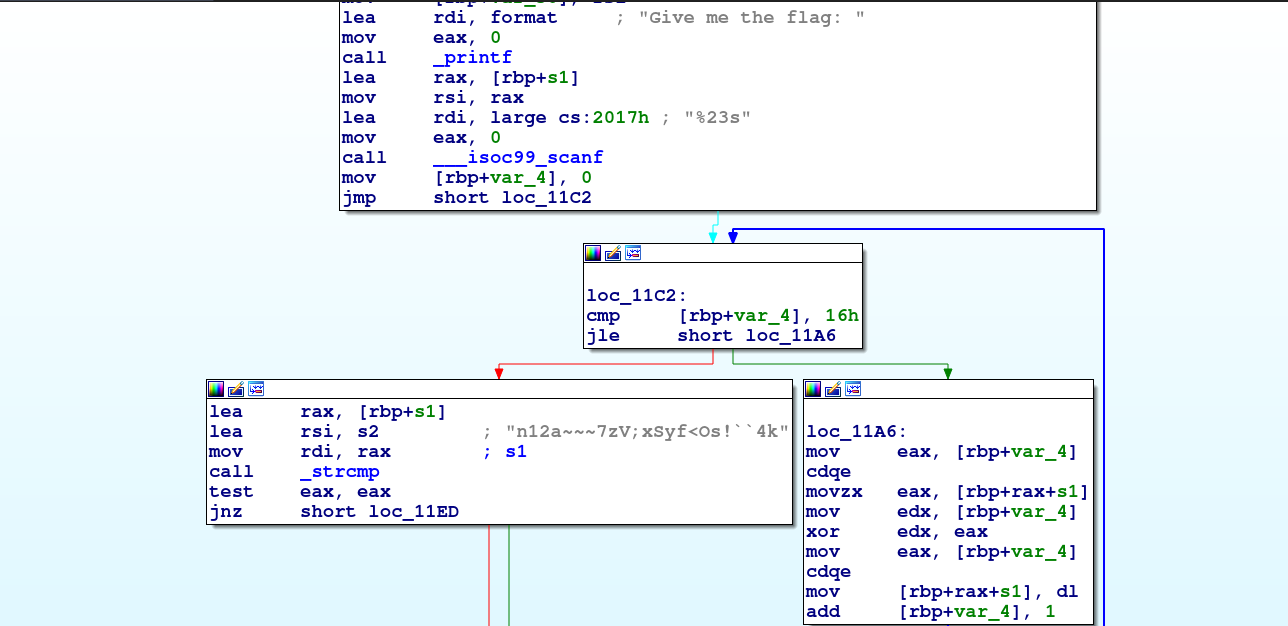 lea rdi, format ; "Give me the flag: "
mov eax, 0
call _printf
lea rax, [rbp+s1]
mov rsi, rax
lea rdi, large cs:2017h ; "%23s"
mov eax, 0
call ___isoc99_scanf
mov [rbp+var_4], 0
jmp short loc_11C2
loc_11C2:
cmp [rbp+var_4], 16h
jle short loc_11A6
lea rax, [rbp+s1]
lea rsi, s2 ; "n12a~~~7zV;xSyf<Os!``4k"
mov rdi, rax ; s1
call _strcmp
test eax, eax
jnz short loc_11ED
loc_11A6:
mov eax, [rbp+var_4]
cdqe
movzx eax, [rbp+rax+s1]
mov edx, [rbp+var_4]
xor edx, eax
mov eax, [rbp+var_4]
cdqe
mov [rbp+rax+s1], dl
add [rbp+var_4], 1